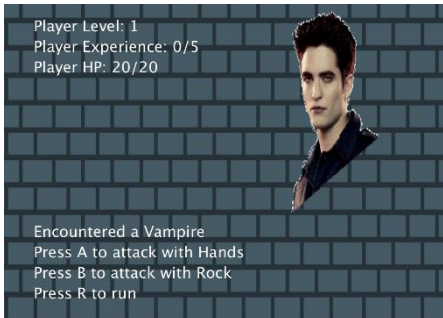 Player Level: 1
Player Experience: 0/5
Player HP: 20/20
Encountered a Vampire
Press A to attack with Hands
Press B to attack with Rock
Press R to run